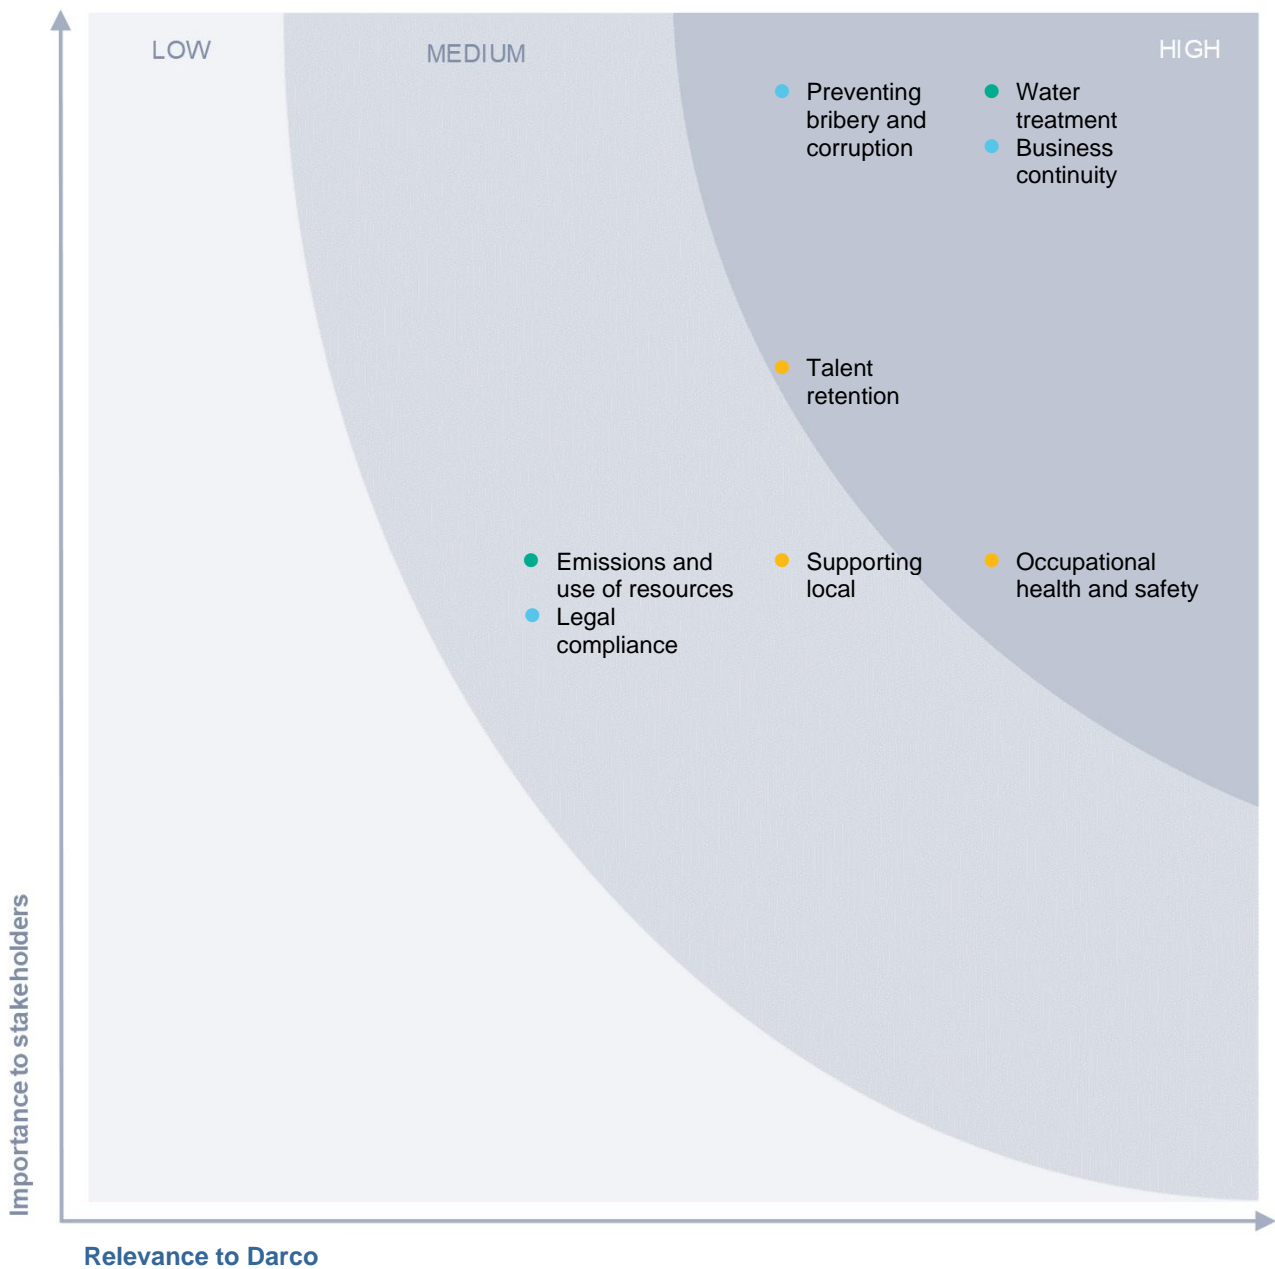 LOW
MEDIUM
HIGH
Preventing
bribery and
corruption
Water
treatment
Business
continuity
Talent
retention
Emissions and
use of resources
Legal
compliance
Supporting
local
Occupational
health and safety
Importance to stakeholders
Relevance to Darco